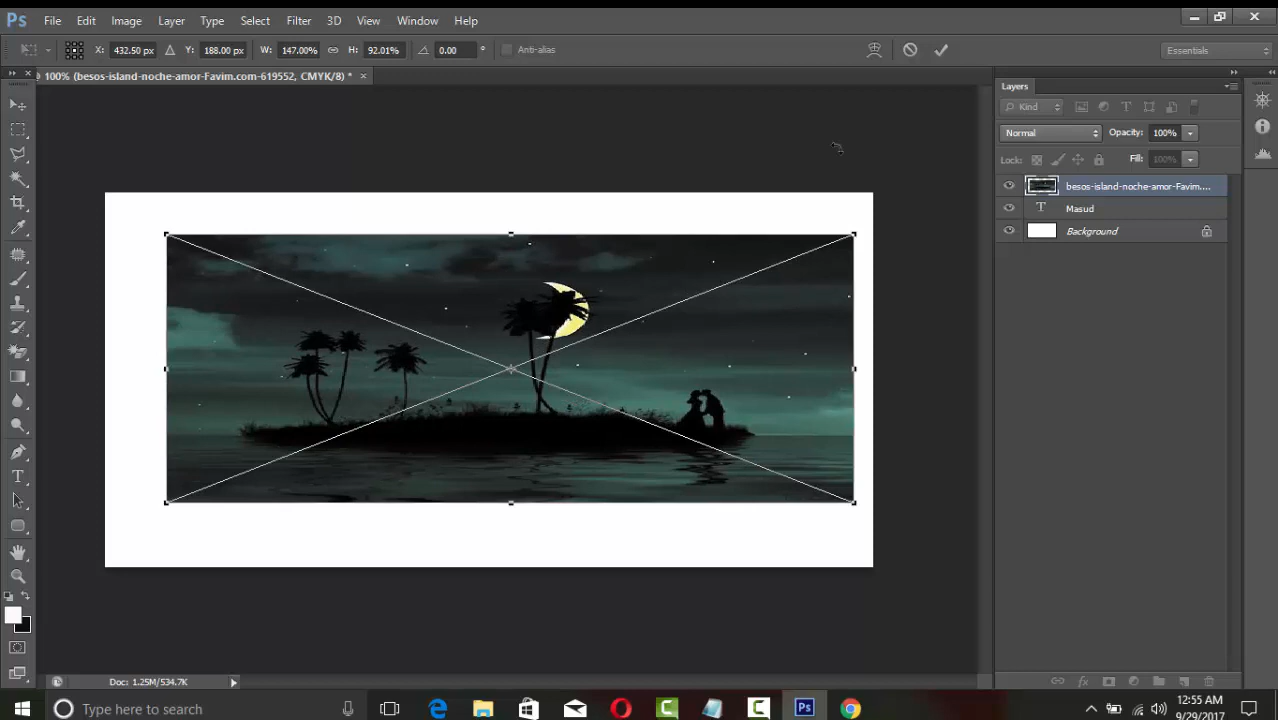 Ps File Edit Image Layer Type Select Filter 3D View Window Help
X: 432.50 px Y: 188.00 px W: 147.00% H: 92.01% 0.00 ° Anti-alias Essentials
100% (besos-island-noche-amor-Favim.com-619552, CMYK/8) * ×
Layers
Kind
Normal Opacity: 100%
Lock: Fill: 100%
besos-island-noche-amor-Favim....
T Masud
Background
Doc: 1.25M/534.7K
Type here to search
Ps
12:55 AM
9/29/2017